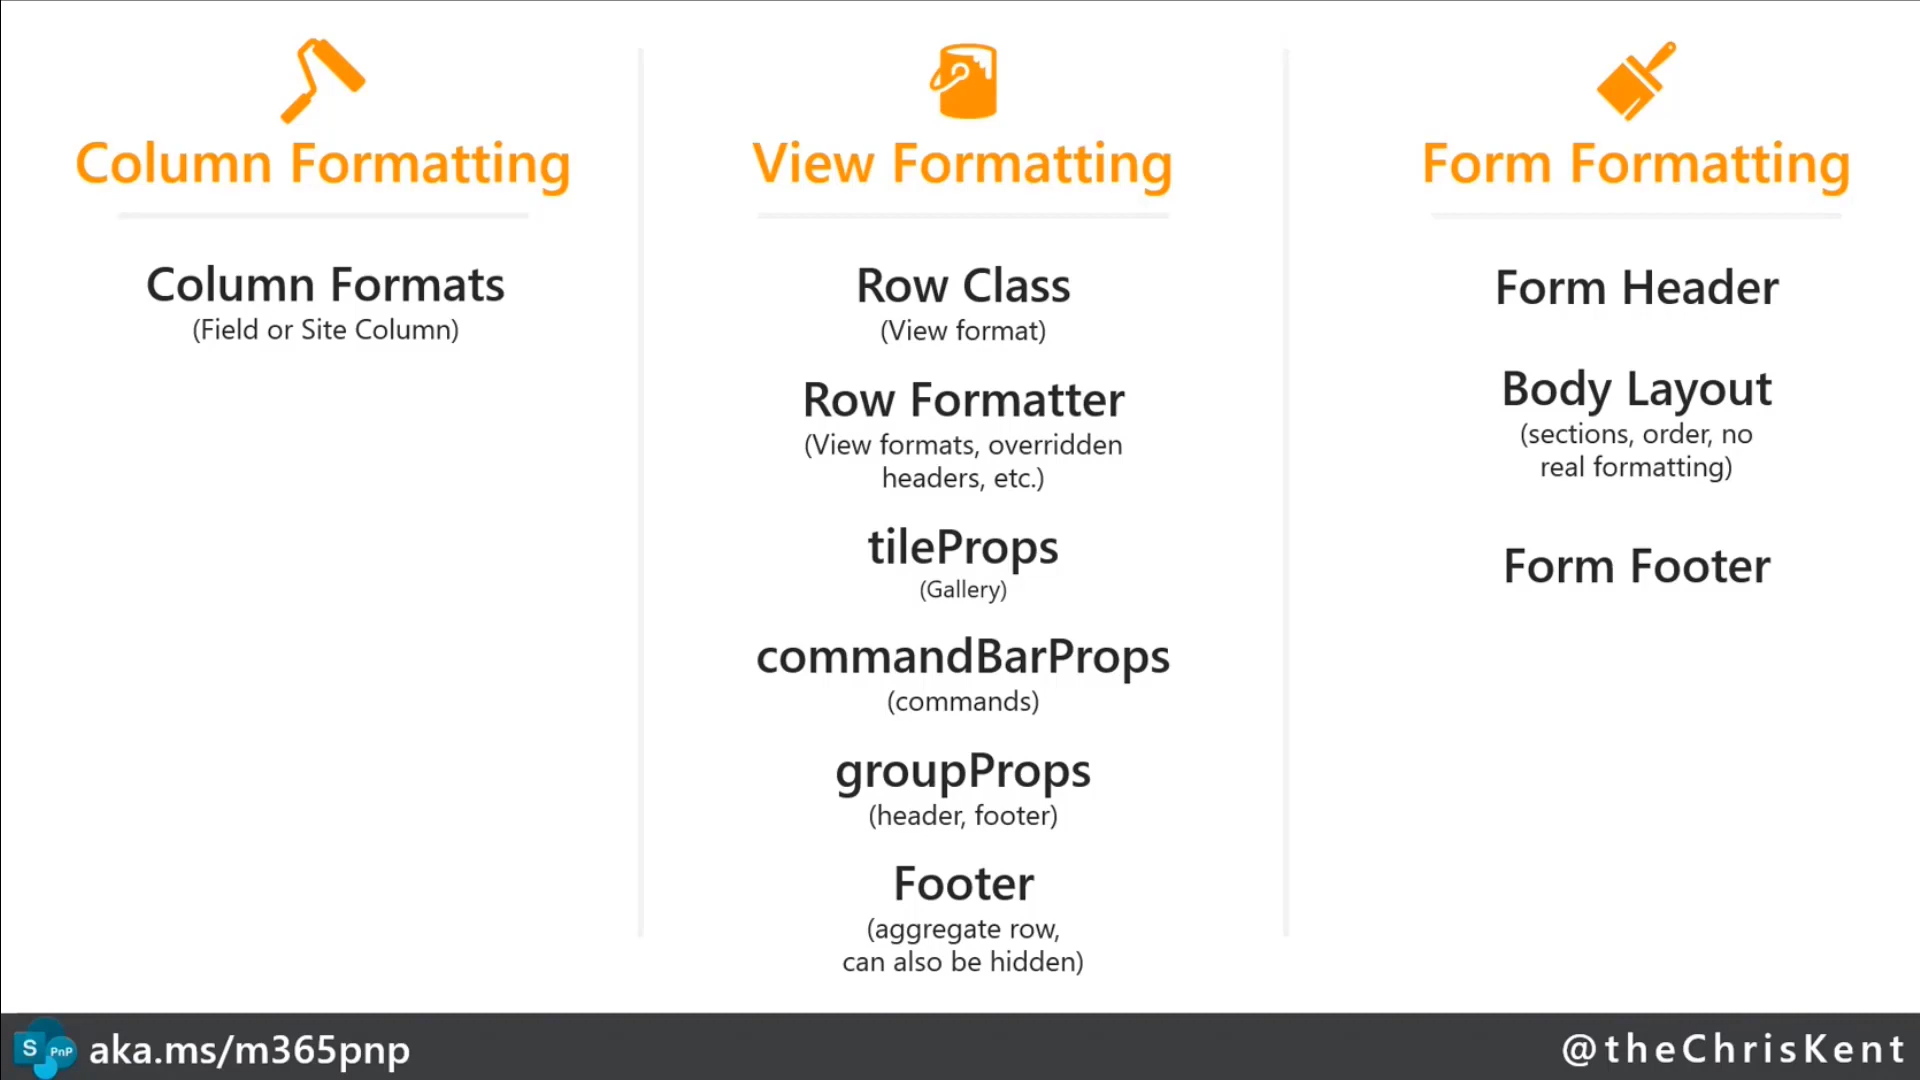 Column Formatting
Column Formats
(Field or Site Column)
View Formatting
Row Class
(View format)
Row Formatter
(View formats, overridden
headers, etc.)
tileProps
(Gallery)
commandBarProps
(commands)
groupProps
(header, footer)
Footer
(aggregate row,
can also be hidden)
Form Formatting
Form Header
Body Layout
(sections, order, no
real formatting)
Form Footer
S PnP aka.ms/m365pnp
@theChrisKent